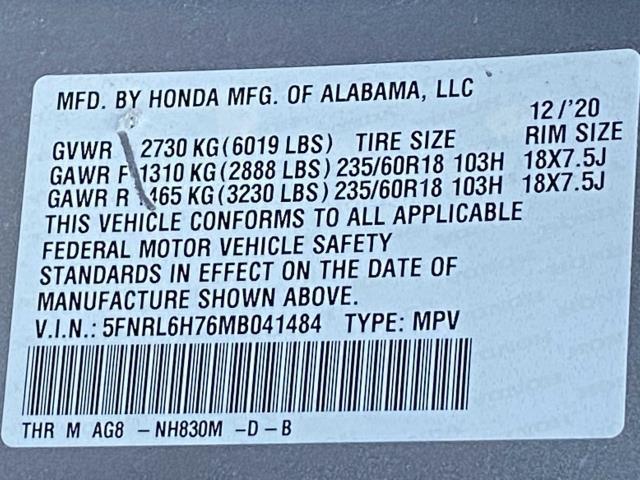 MFD. BY HONDA MFG. OF ALABAMA, LLC
12/'20
GVWR 2730 KG(6019 LBS) TIRE SIZE RIM SIZE
GAWR F 1310 KG(2888 LBS) 235/60R18 103H 18X7.5J
GAWR R 465 KG(3230 LBS) 235/60R18 103H 18X7.5J
THIS VEHICLE CONFORMS TO ALL APPLICABLE
FEDERAL MOTOR VEHICLE SAFETY
STANDARDS IN EFFECT ON THE DATE OF
MANUFACTURE SHOWN ABOVE.
V.I.N.: 5FNRL6H76MB041484 TYPE: MPV
THR M AG8 -NH830M -D-B